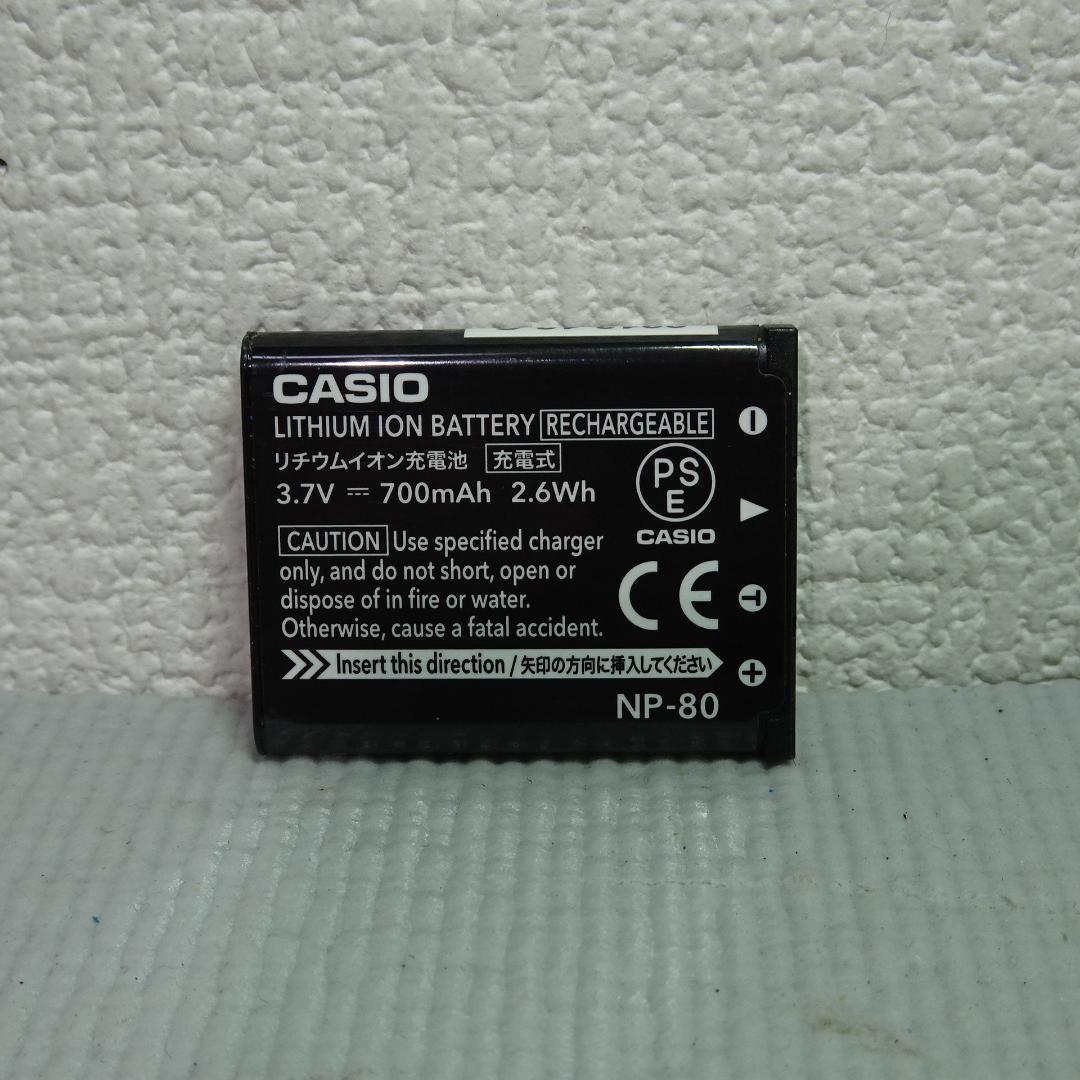 CASIO
LITHIUM ION BATTERY RECHARGEABLE
リチウムイオン充電池 充電式
3.7V ⎓ 700mAh 2.6Wh
PS
E
CASIO
CAUTION Use specified charger
only, and do not short, open or
dispose of in fire or water.
Otherwise, cause a fatal accident.
CE
Insert this direction / 矢印の方向に挿入してください
NP-80
T